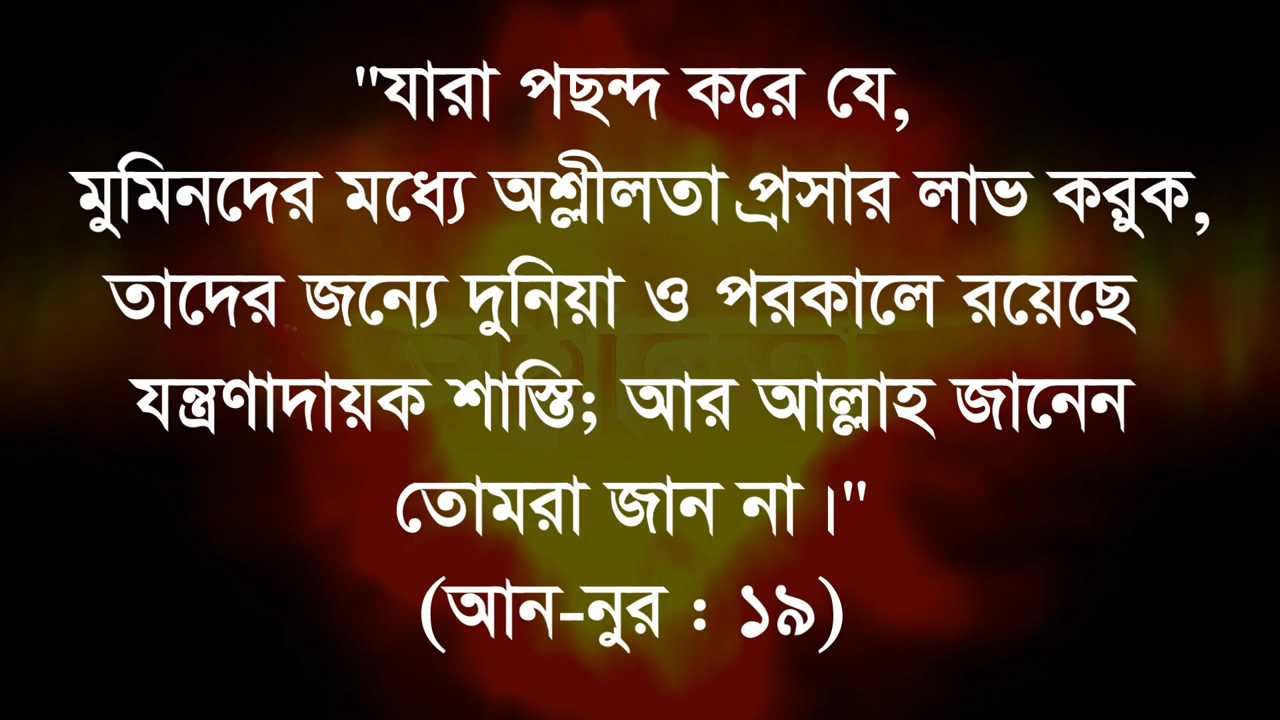 "যারা পছন্দ করে যে,
মুমিনদের মধ্যে অশ্লীলতা প্রসার লাভ করুক,
তাদের জন্যে দুনিয়া ও পরকালে রয়েছে
যন্ত্রণাদায়ক শাস্তি; আর আল্লাহ জানেন
তোমরা জান না।"
(আন-নুর : ১৯)